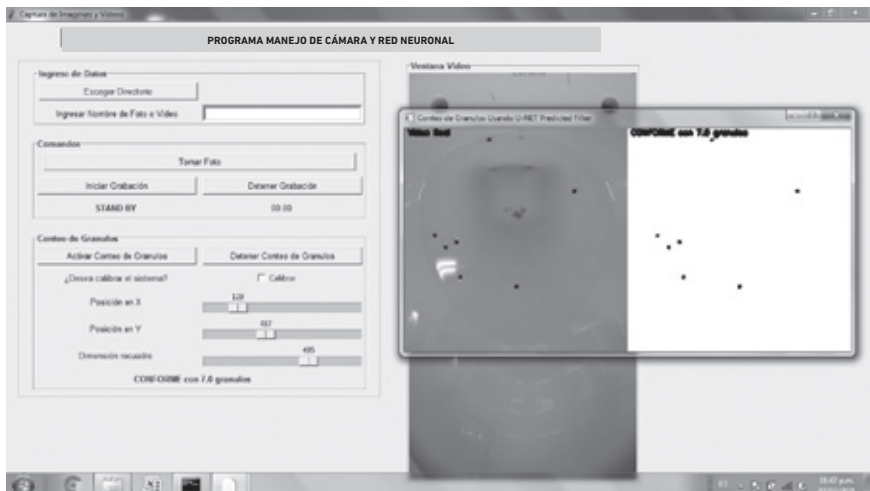 Captura de Imagenes y Videos
PROGRAMA MANEJO DE CÁMARA Y RED NEURONAL
Ingreso de Datos
Escoger Directorio
Ingresar Nombre de Foto o Video
Comandos
Tomar Foto
Iniciar Grabación
Detener Grabación
STAND BY
00:00
Conteo de Granulos
Activar Conteo de Granulos
Detener Conteo de Granulos
¿Desea calibrar el sistema?
Calibrar
Posición en X
Posición en Y
Dimensión recuadro
495
CONFORME con 7.0 granulos
Ventana Video
Conteo de Granulos Usando U-NET Predicted Filter
Video Real
CONFORME con 7.0 granulos
ES